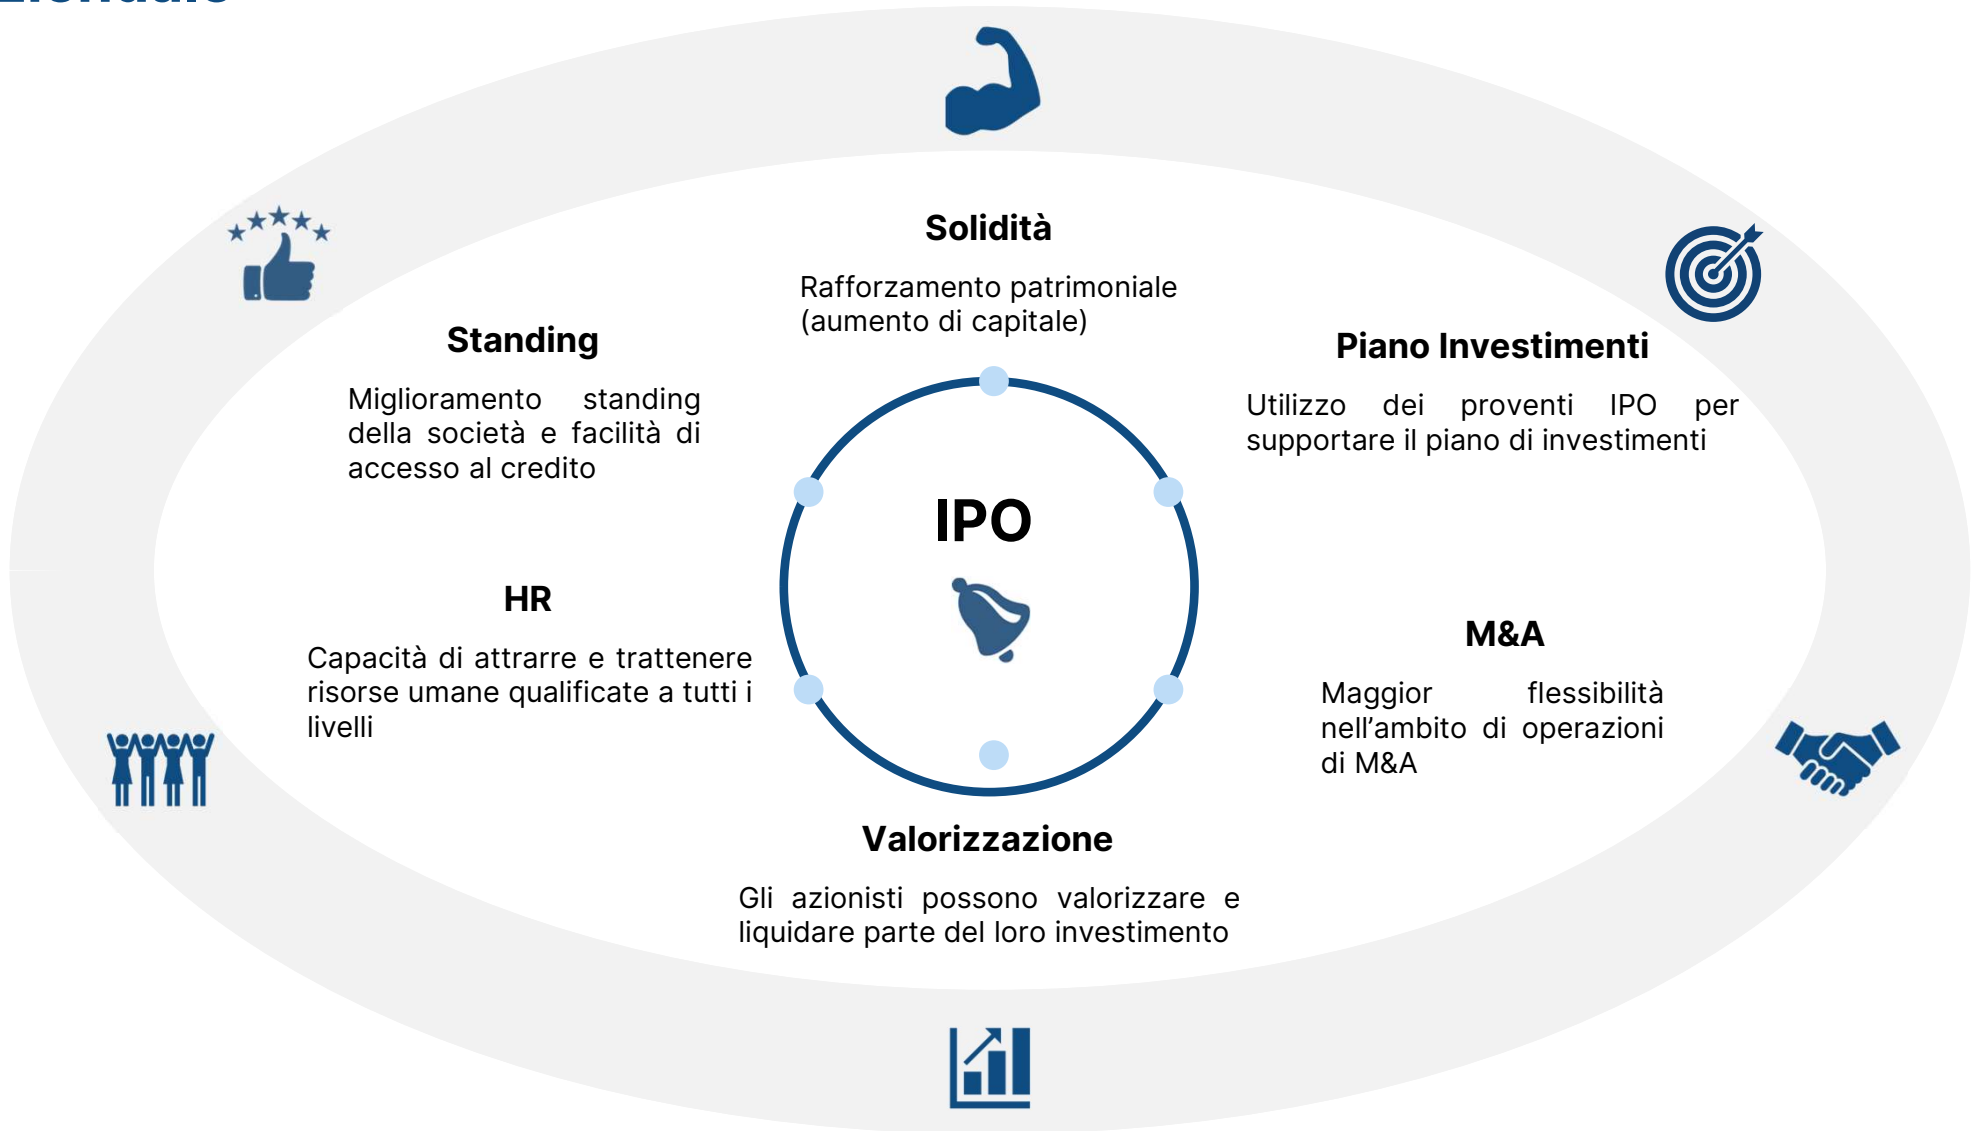 Solidità
Rafforzamento patrimoniale
(aumento di capitale)
Standing
Miglioramento standing
della società e facilità di
accesso al credito
Piano Investimenti
Utilizzo dei proventi IPO per
supportare il piano di investimenti
IPO
HR
Capacità di attrarre e trattenere
risorse umane qualificate a tutti i
livelli
M&A
Maggior flessibilità
nell’ambito di operazioni
di M&A
Valorizzazione
Gli azionisti possono valorizzare e
liquidare parte del loro investimento